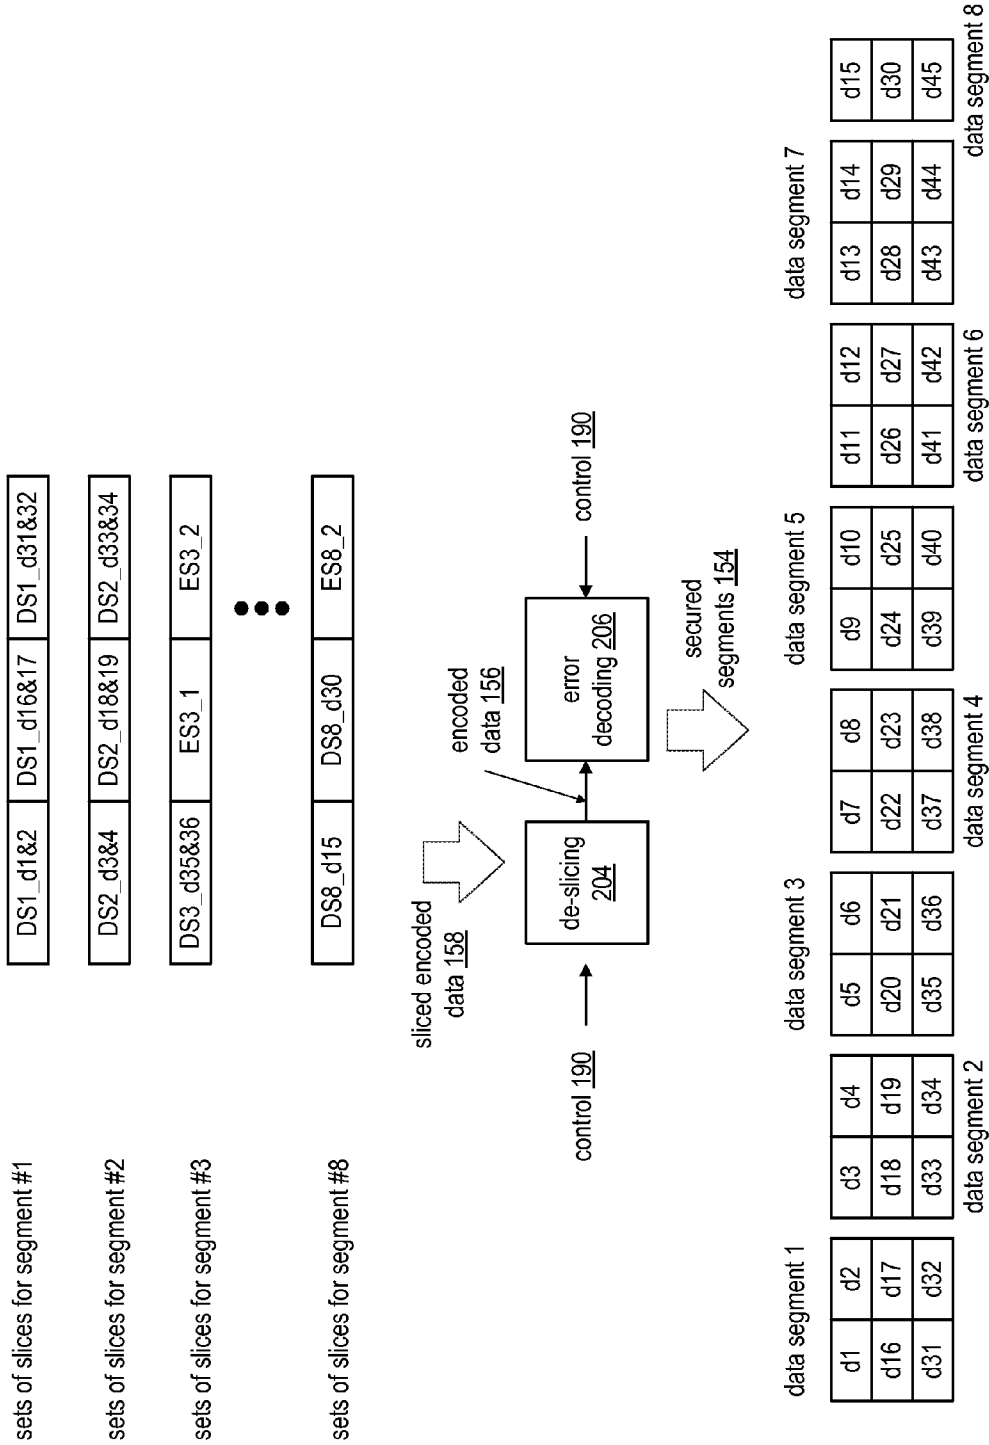 sets of slices for segment #1
DS1_d1&2 DS1_d16&17 DS1_d31&32
sets of slices for segment #2
DS2_d3&4 DS2_d18&19 DS2_d33&34
sets of slices for segment #3
DS3_d35&36 ES3_1 ES3_2
sets of slices for segment #8
DS8_d15 DS8_d30 ES8_2
sliced encoded
data 158
control 190
de-slicing
204
encoded
data 156
error
decoding 206
control 190
secured
segments 154
data segment 1
d1 d2
d16 d17
d31 d32
d3 d4
d18 d19
d33 d34
data segment 2
data segment 3
d5 d6
d20 d21
d35 d36
d7 d8
d22 d23
d37 d38
data segment 4
data segment 5
d9 d10
d24 d25
d39 d40
d11 d12
d26 d27
d41 d42
data segment 6
data segment 7
d13 d14
d28 d29
d43 d44
d15
d30
d45
data segment 8